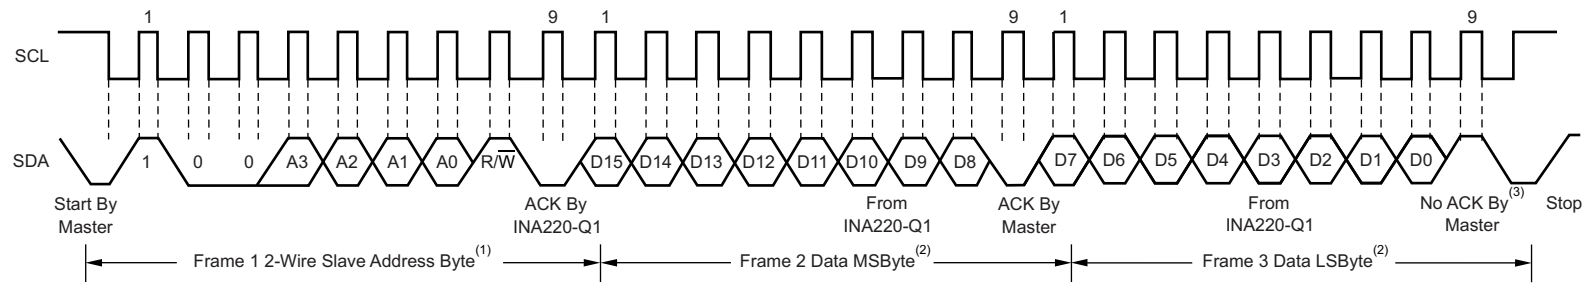 1 9 1 9 1 9
SCL
SDA 1 0 0 A3 A2 A1 A0 R/W̅ D15 D14 D13 D12 D11 D10 D9 D8 D7 D6 D5 D4 D3 D2 D1 D0
Start By
Master
ACK By
INA220-Q1
From
INA220-Q1
ACK By
Master
From
INA220-Q1
No ACK By(3)
Master
Stop
Frame 1 2-Wire Slave Address Byte(1)
Frame 2 Data MSByte(2)
Frame 3 Data LSByte(2)